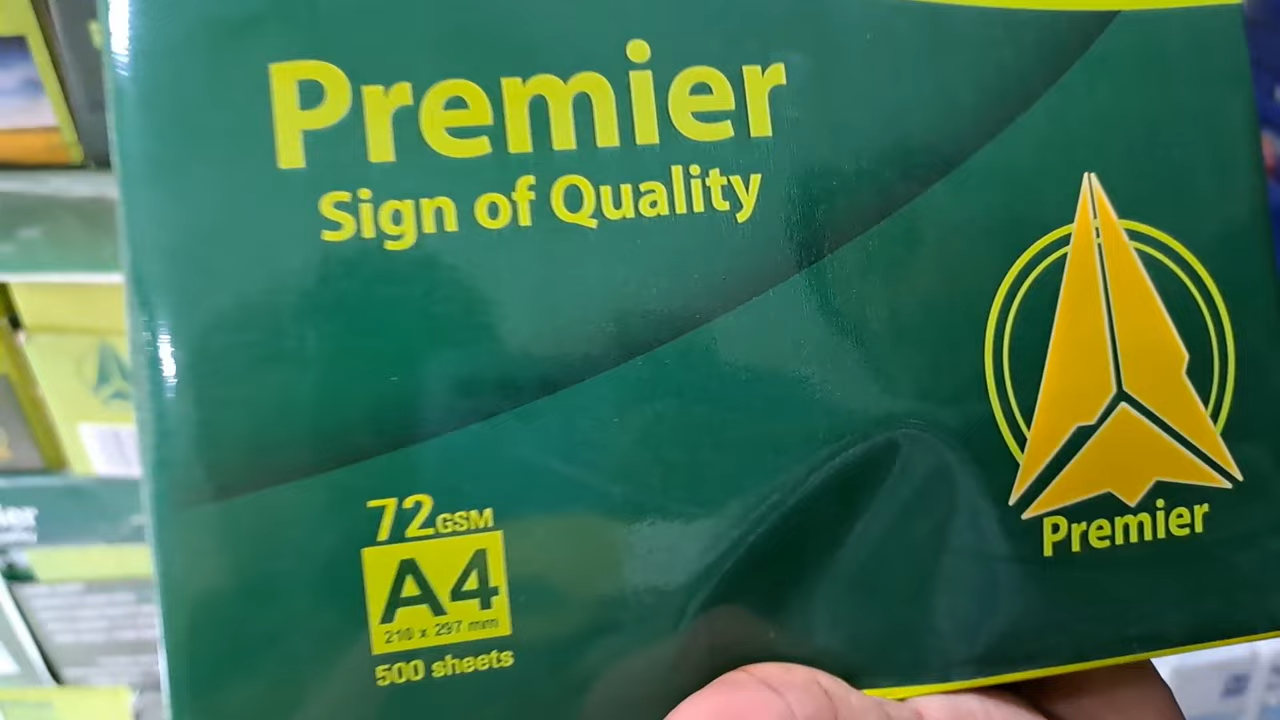 Premier
Sign of Quality
Premier
72GSM
A4
210 x 297 mm
500 sheets